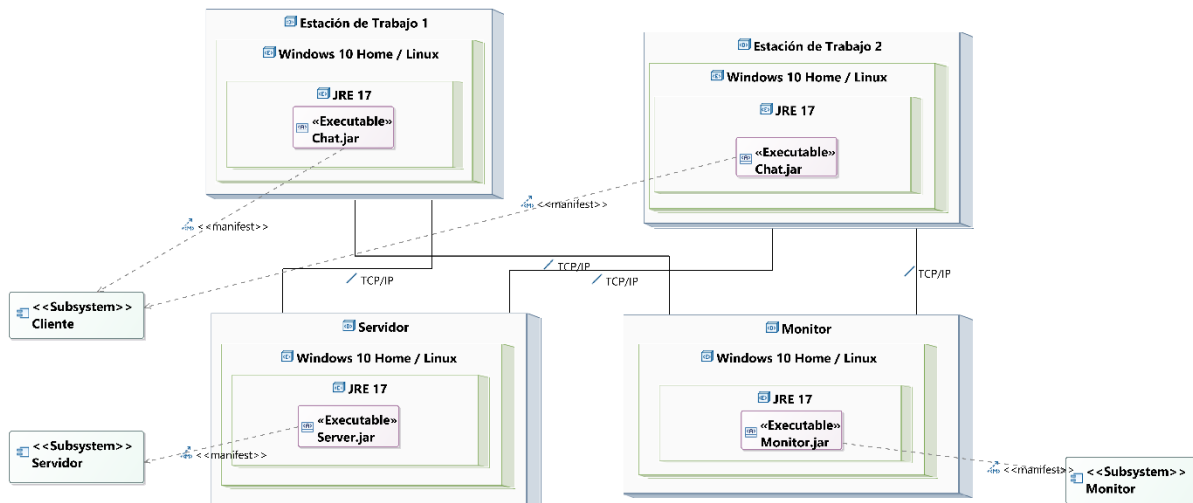 Estación de Trabajo 1
Windows 10 Home / Linux
JRE 17
«Executable»
Chat.jar
Estación de Trabajo 2
Windows 10 Home / Linux
JRE 17
«Executable»
Chat.jar
<<manifest>>
<<manifest>>
TCP/IP
TCP/IP
TCP/IP
TCP/IP
<<Subsystem>>
Cliente
Servidor
Windows 10 Home / Linux
JRE 17
«Executable»
Server.jar
Monitor
Windows 10 Home / Linux
JRE 17
«Executable»
Monitor.jar
<<Subsystem>>
Servidor
<<manifest>>
<<manifest>>
<<Subsystem>>
Monitor